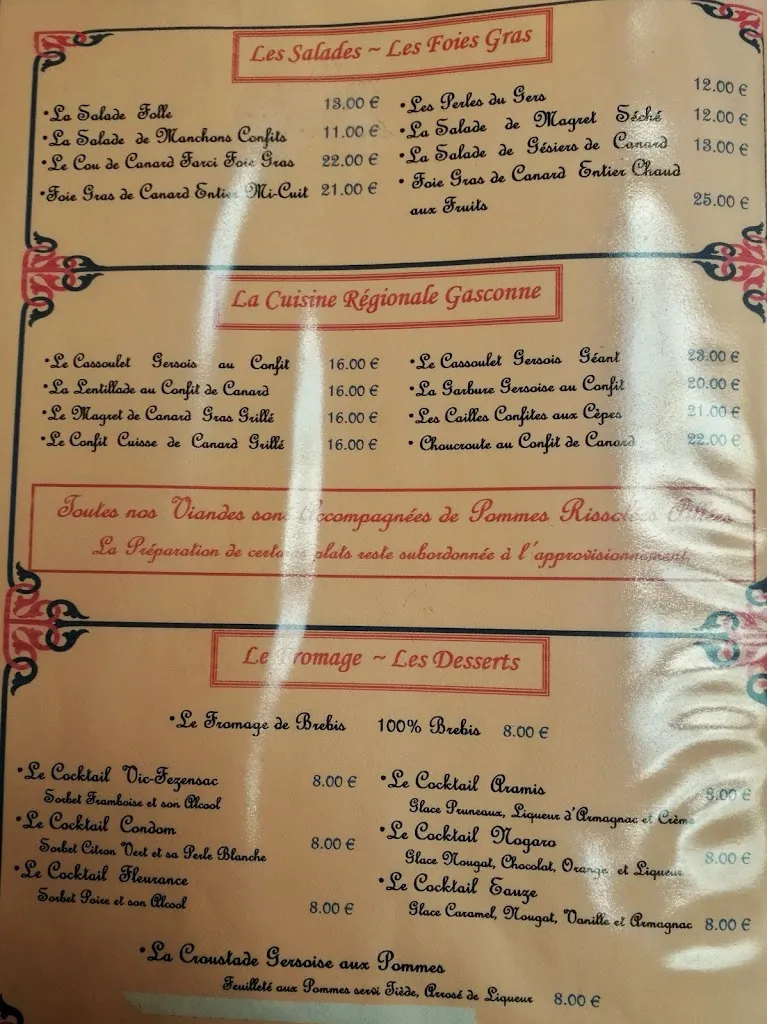 Les Salades ~ Les Foies Gras
•La Salade Folle 13.00 €
•La Salade de Manchons Confits 11.00 €
•Le Cou de Canard Farci Foie Gras 22.00 €
•Foie Gras de Canard Entier Mi-Cuit 21.00 €
•Les Perles du Gers 12.00 €
•La Salade de Magret Séché 12.00 €
•La Salade de Gésiers de Canard 13.00 €
• Foie Gras de Canard Entier Chaud
aux Fruits 25.00 €
La Cuisine Régionale Gasconne
•Le Cassoulet Gersois au Confit 16.00 €
•La Lentillade au Confit de Canard 16.00 €
•Le Magret de Canard Gras Grillé 16.00 €
•Le Confit Cuisse de Canard Grillé 16.00 €
•Le Cassoulet Gersois Géant 23.00 €
•La Garbure Gersoise au Confit 20.00 €
•Les Cailles Confites aux Cèpes 21.00 €
• Choucroute au Confit de Canard 22.00 €
Toutes nos Viandes sont Accompagnées de Pommes Rissolées
La Préparation de certains plats reste subordonnée à l'approvisionnement
Le Fromage ~ Les Desserts
•Le Fromage de Brebis 100% Brebis 8.00 €
•Le Cocktail Vic-Fezensac 8.00 €
Sorbet Framboise et son Alcool
•Le Cocktail Condom
Sorbet Citron Vert et sa Perle Blanche 8.00 €
•Le Cocktail Fleurance
Sorbet Poire et son Alcool 8.00 €
•Le Cocktail Aramis 8.00 €
Glace Pruneaux, Liqueur d'Armagnac et Crème
•Le Cocktail Nogaro
Glace Nougat, Chocolat, Orange et Liqueur 8.00 €
•Le Cocktail Eauze
Glace Caramel, Nougat, Vanille et Armagnac 8.00 €
•La Croustade Gersoise aux Pommes
Feuilleté aux Pommes servi Tiède, Arrosé de Liqueur 8.00 €